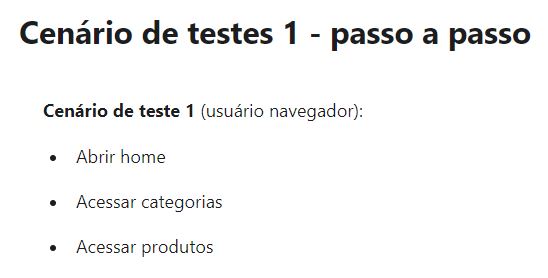 Cenário de testes 1 - passo a passo
Cenário de teste 1 (usuário navegador):
• Abrir home
• Acessar categorias
• Acessar produtos